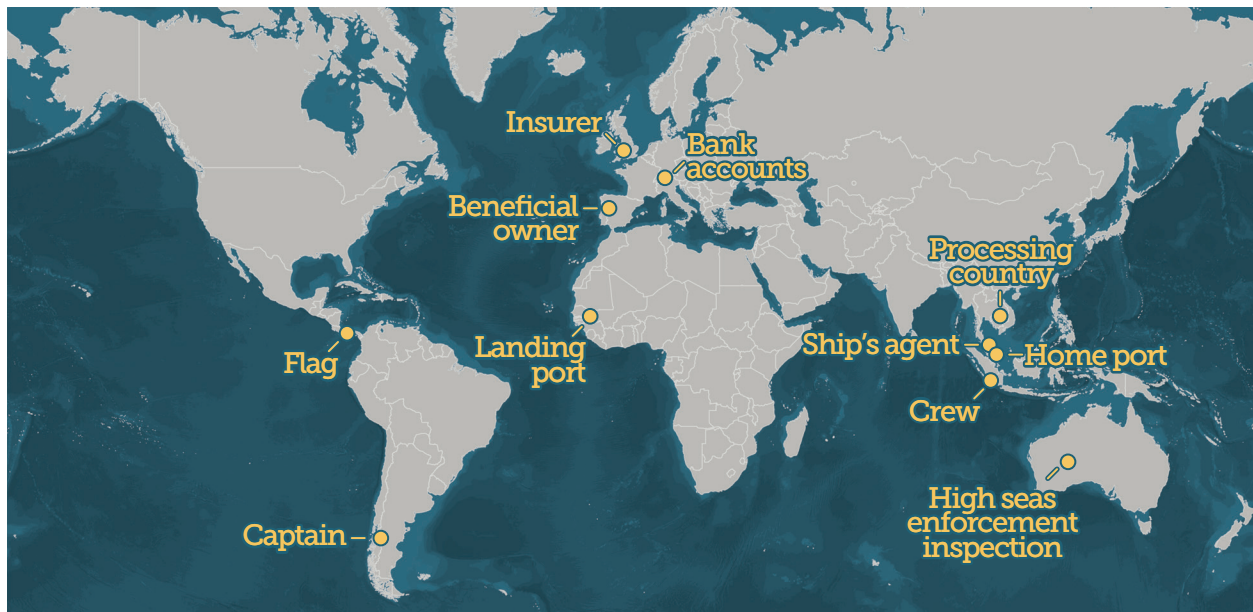 Insurer
Bank
accounts
Beneficial
owner
Processing
country
Flag
Landing
port
Ship's agent
Home port
Crew
High seas
enforcement
inspection
Captain